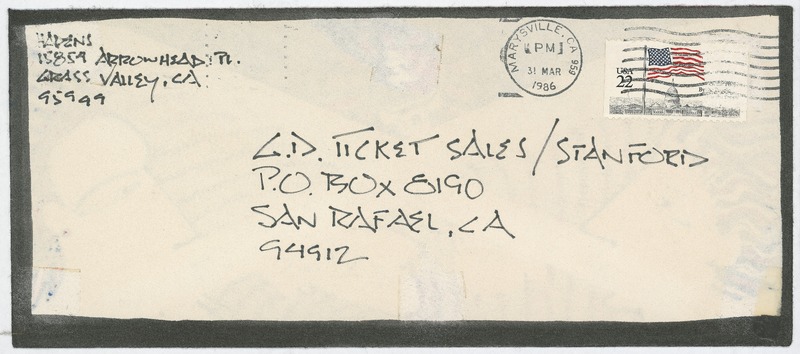 HAVENS
15859 ARROWHEAD PL.
GRASS VALLEY, CA
95949
MARYSVILLE, CA 959
PM
31 MAR
1986
USA
22
G.D. TICKET SALES/STANFORD
P.O. BOX 8190
SAN RAFAEL, CA
94912